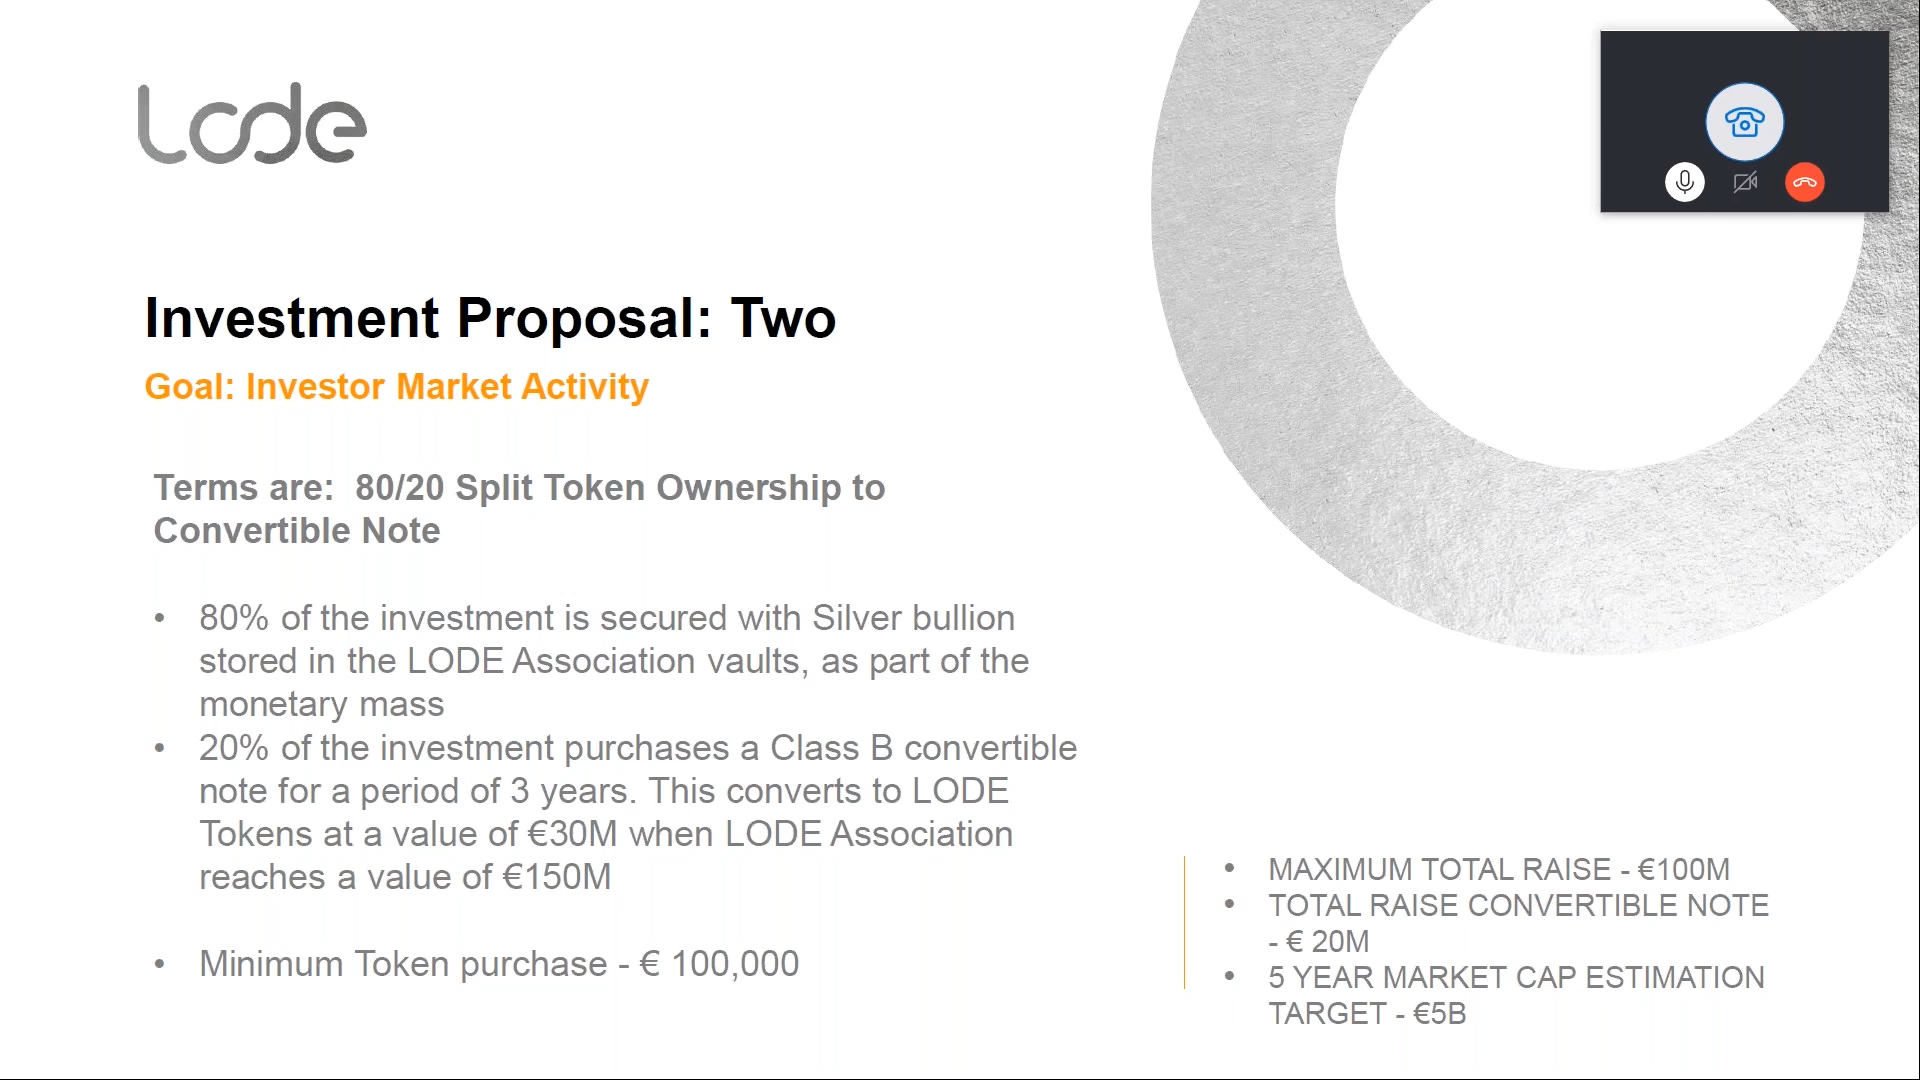 Lode
Investment Proposal: Two
Goal: Investor Market Activity
Terms are:  80/20 Split Token Ownership to
Convertible Note
• 80% of the investment is secured with Silver bullion
stored in the LODE Association vaults, as part of the
monetary mass
• 20% of the investment purchases a Class B convertible
note for a period of 3 years. This converts to LODE
Tokens at a value of €30M when LODE Association
reaches a value of €150M
• Minimum Token purchase - € 100,000
• MAXIMUM TOTAL RAISE - €100M
• TOTAL RAISE CONVERTIBLE NOTE
- € 20M
• 5 YEAR MARKET CAP ESTIMATION
TARGET - €5B